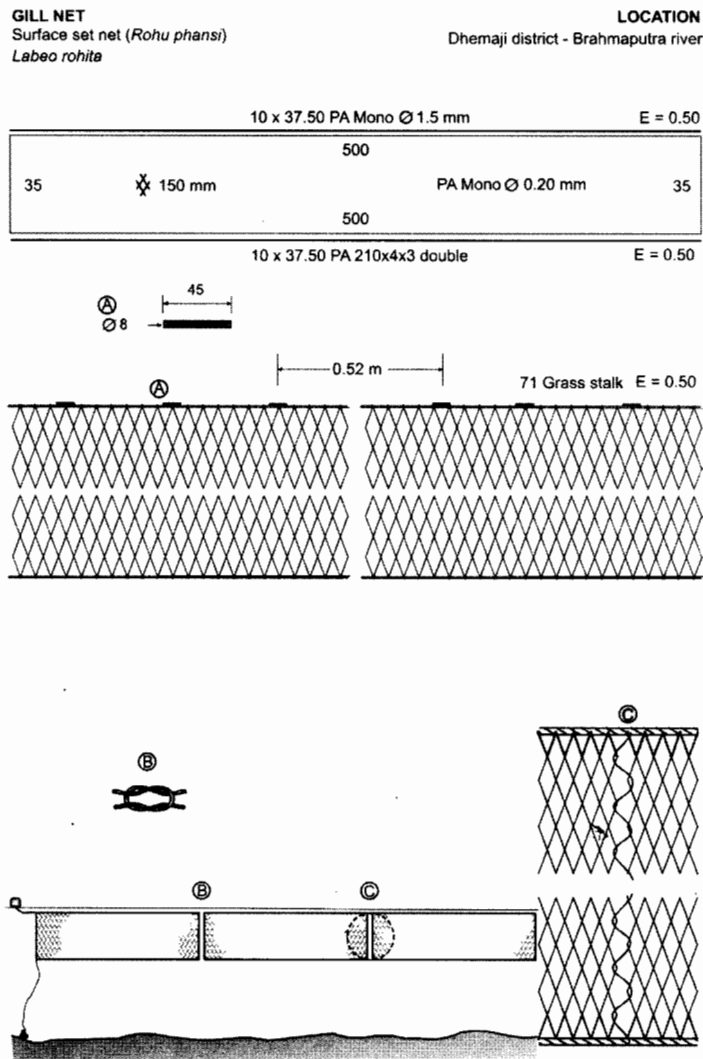 GILL NET
Surface set net (Rohu phansi)
Labeo rohita
LOCATION
Dhemaji district - Brahmaputra river
10 x 37.50 PA Mono Ø 1.5 mm E = 0.50
500
35 150 mm PA Mono Ø 0.20 mm 35
500
10 x 37.50 PA 210x4x3 double E = 0.50
A 45
Ø 8
0.52 m
A 71 Grass stalk E = 0.50
C
B
B C